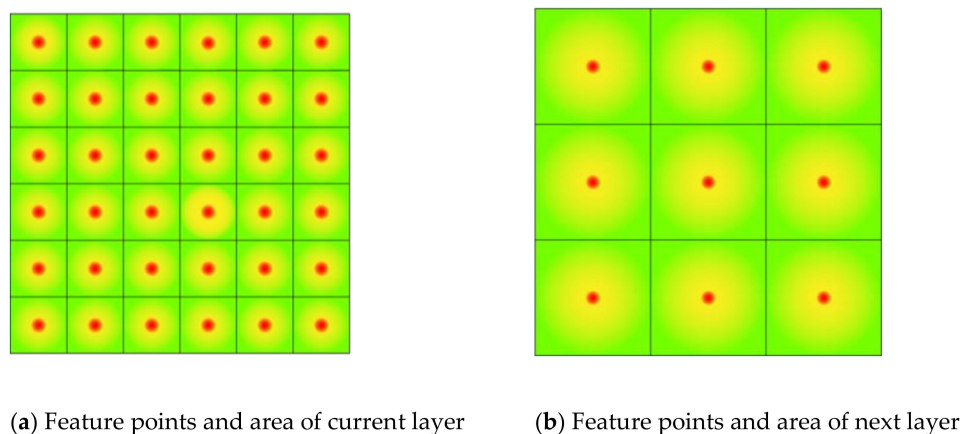 (a) Feature points and area of current layer
(b) Feature points and area of next layer